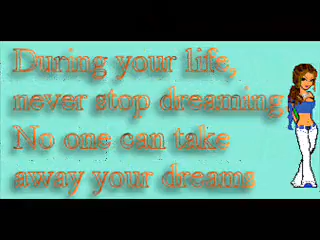 During your life,
never stop dreaming
No one can take
away your dreams